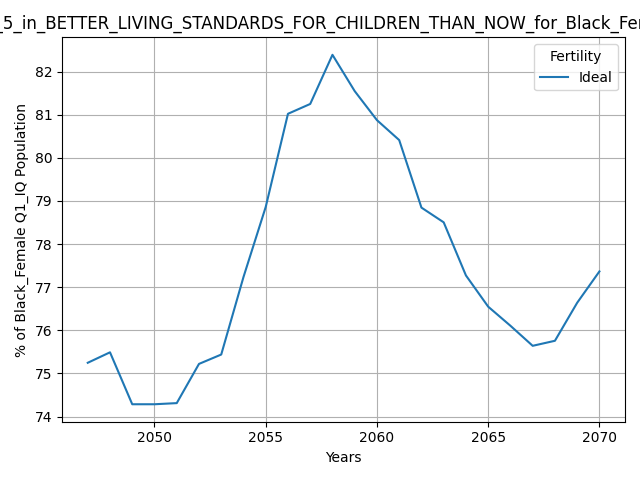 _5_in_BETTER_LIVING_STANDARDS_FOR_CHILDREN_THAN_NOW_for_Black_Fe
Fertility
Ideal
82
81
80
79
78
77
76
75
74
% of Black_Female Q1_IQ Population
2050 2055 2060 2065 2070
Years